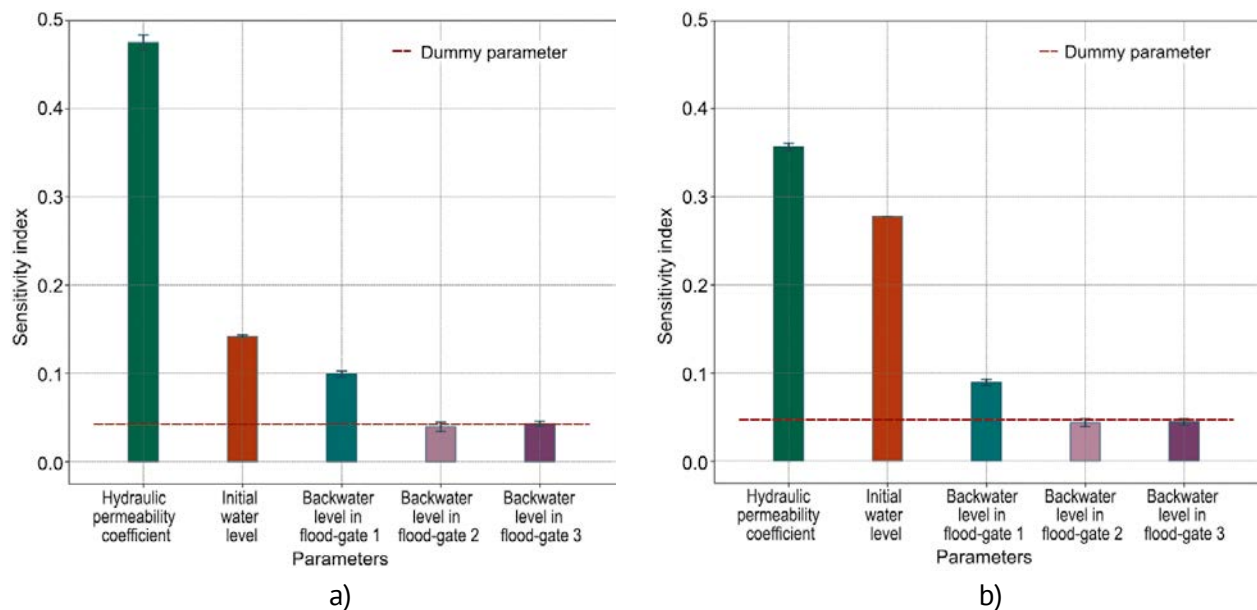 0.5
0.4
0.3
0.2
0.1
0.0
Sensitivity index
Dummy parameter
Hydraulic
permeability
coefficient
Initial
water
level
Backwater
level in
flood-gate 1
Backwater
level in
flood-gate 2
Backwater
level in
flood-gate 3
Parameters
a)
0.5
0.4
0.3
0.2
0.1
0.0
Sensitivity index
Dummy parameter
Hydraulic
permeability
coefficient
Initial
water
level
Backwater
level in
flood-gate 1
Backwater
level in
flood-gate 2
Backwater
level in
flood-gate 3
Parameters
b)